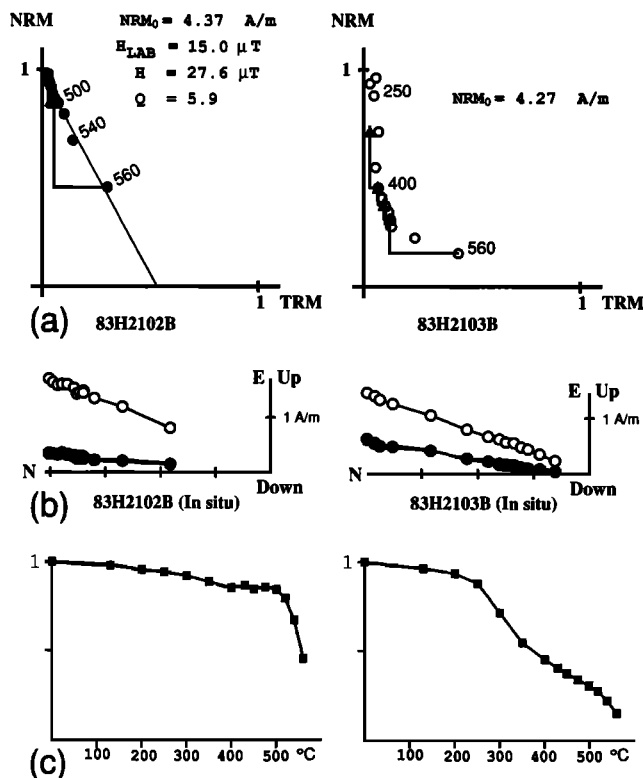 NRM
NRM₀ = 4.37 A/m
H_LAB = 15.0 μT
H = 27.6 μT
Q = 5.9
1
500
540
560
1 TRM
(a)
83H2102B
NRM
1
NRM₀ = 4.27 A/m
250
400
560
1 TRM
83H2103B
E Up
1 A/m
N
Down
(b)
83H2102B (In situ)
E Up
1 A/m
N
Down
83H2103B (In situ)
1
100 200 300 400 500 °C
(c)
1
100 200 300 400 500 °C